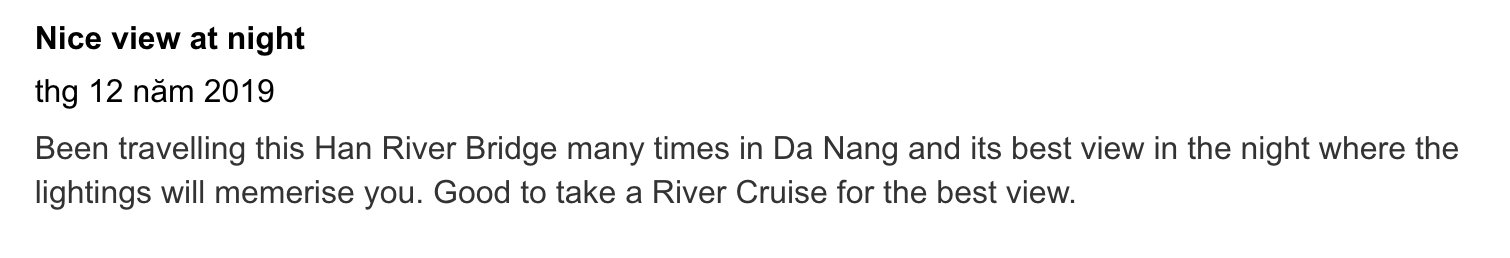 Nice view at night
thg 12 năm 2019
Been travelling this Han River Bridge many times in Da Nang and its best view in the night where the
lightings will memerise you. Good to take a River Cruise for the best view.